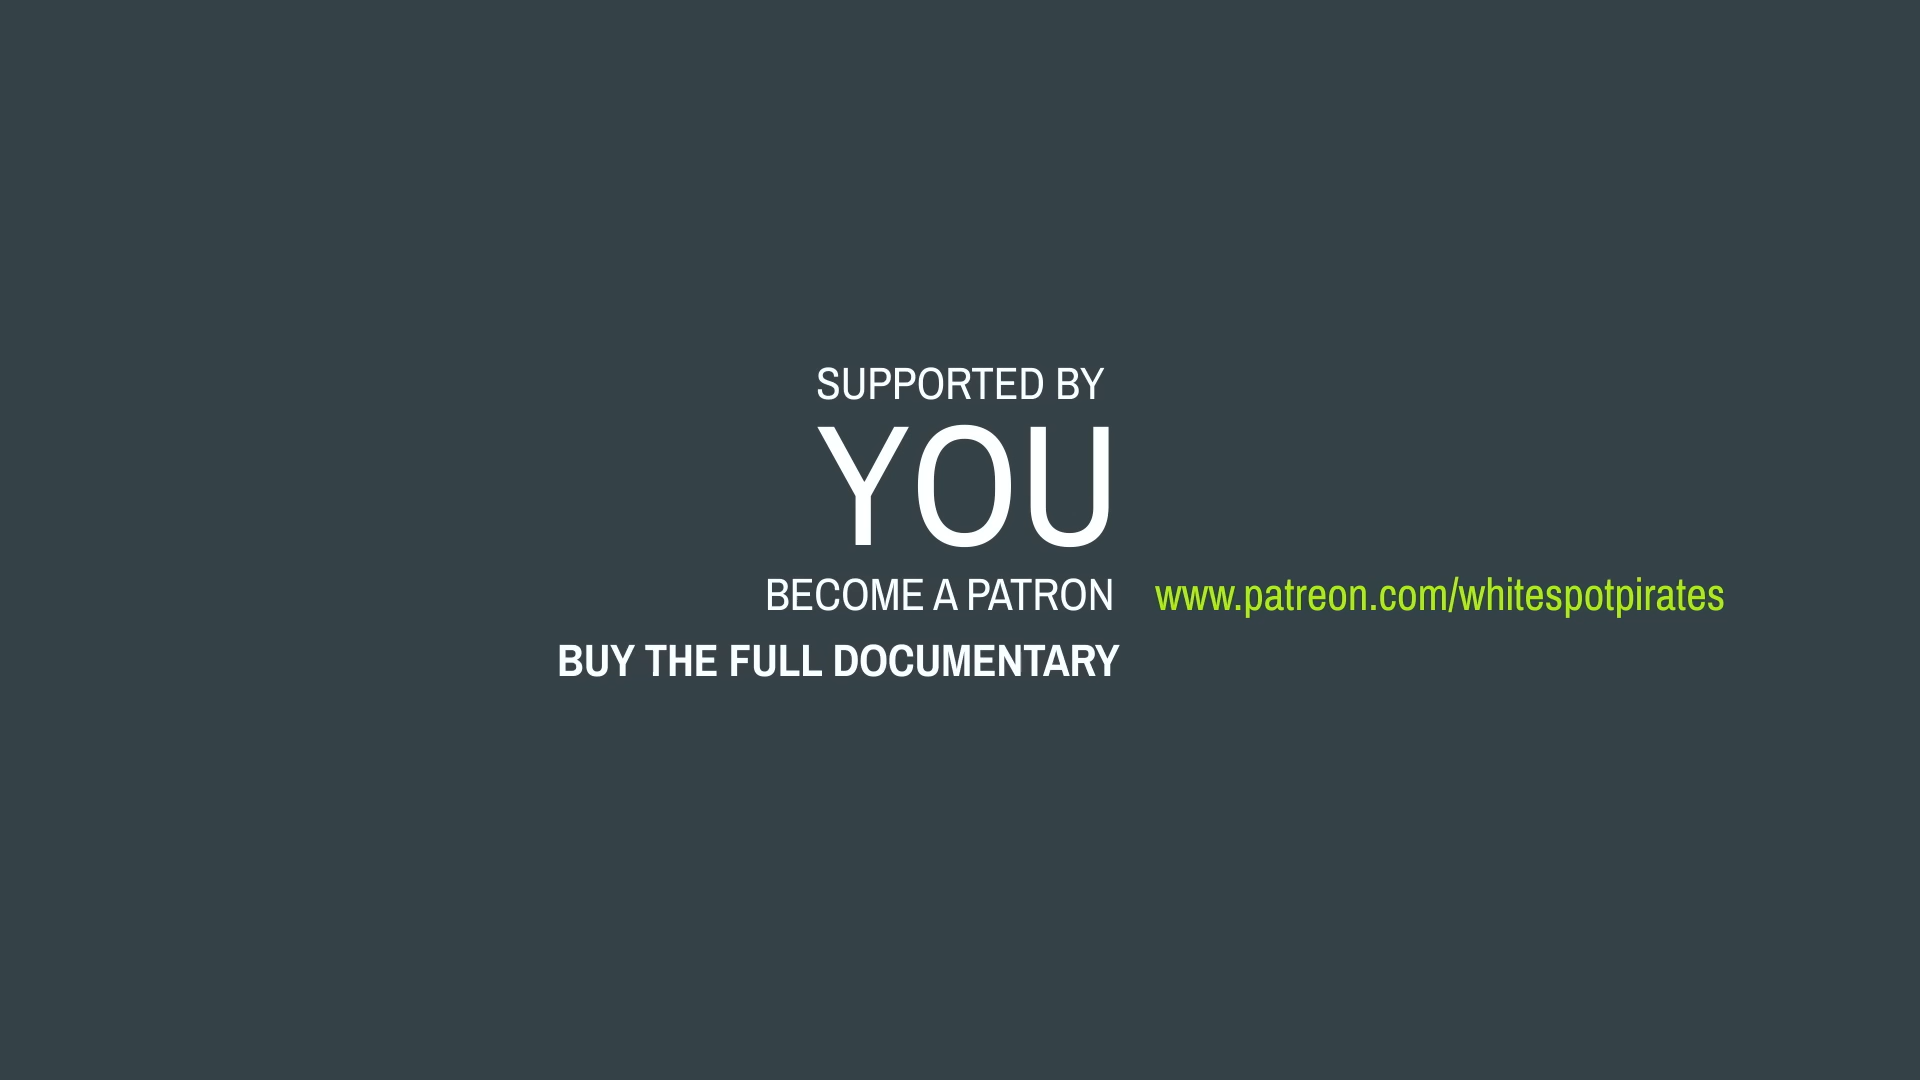 SUPPORTED BY
YOU
BECOME A PATRON www.patreon.com/whitespotpirates
BUY THE FULL DOCUMENTARY